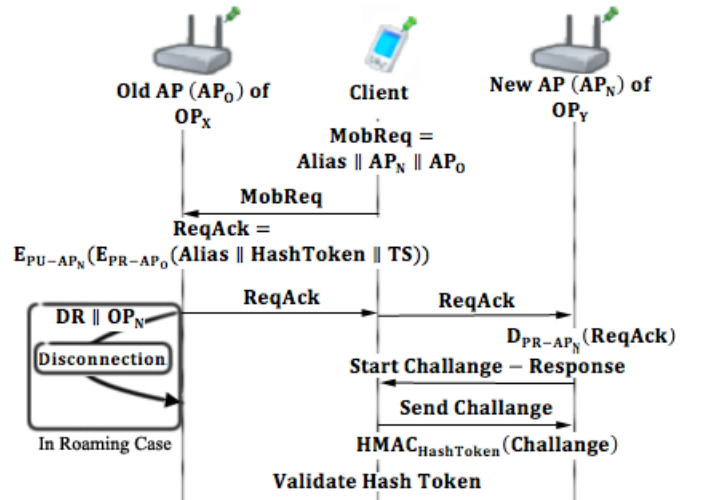 Old AP (AP_O) of
OP_X
Client
New AP (AP_N) of
OP_Y
MobReq =
Alias ∥ AP_N ∥ AP_O
MobReq
ReqAck =
E_PU−AP_N(E_PR−AP_O(Alias ∥ HashToken ∥ TS))
ReqAck
ReqAck
DR ∥ OP_N
D_PR−AP_N(ReqAck)
Disconnection
Start Challange − Response
Send Challange
In Roaming Case
HMAC_HashToken(Challange)
Validate Hash Token